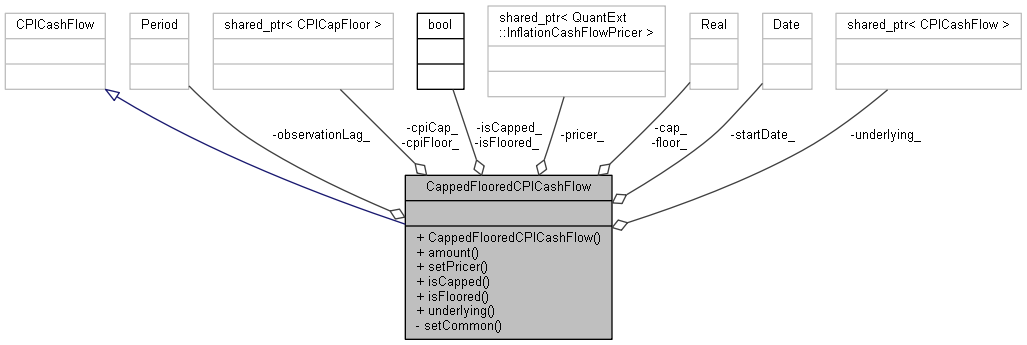 CPICashFlow
Period
shared_ptr< CPICapFloor >
bool
shared_ptr< QuantExt
::InflationCashFlowPricer >
Real
Date
shared_ptr< CPICashFlow >
-observationLag_
-cpiCap_
-cpiFloor_
-isCapped_
-isFloored_
-pricer_
-cap_
-floor_
-startDate_
-underlying_
CappedFlooredCPICashFlow
+ CappedFlooredCPICashFlow()
+ amount()
+ setPricer()
+ isCapped()
+ isFloored()
+ underlying()
- setCommon()